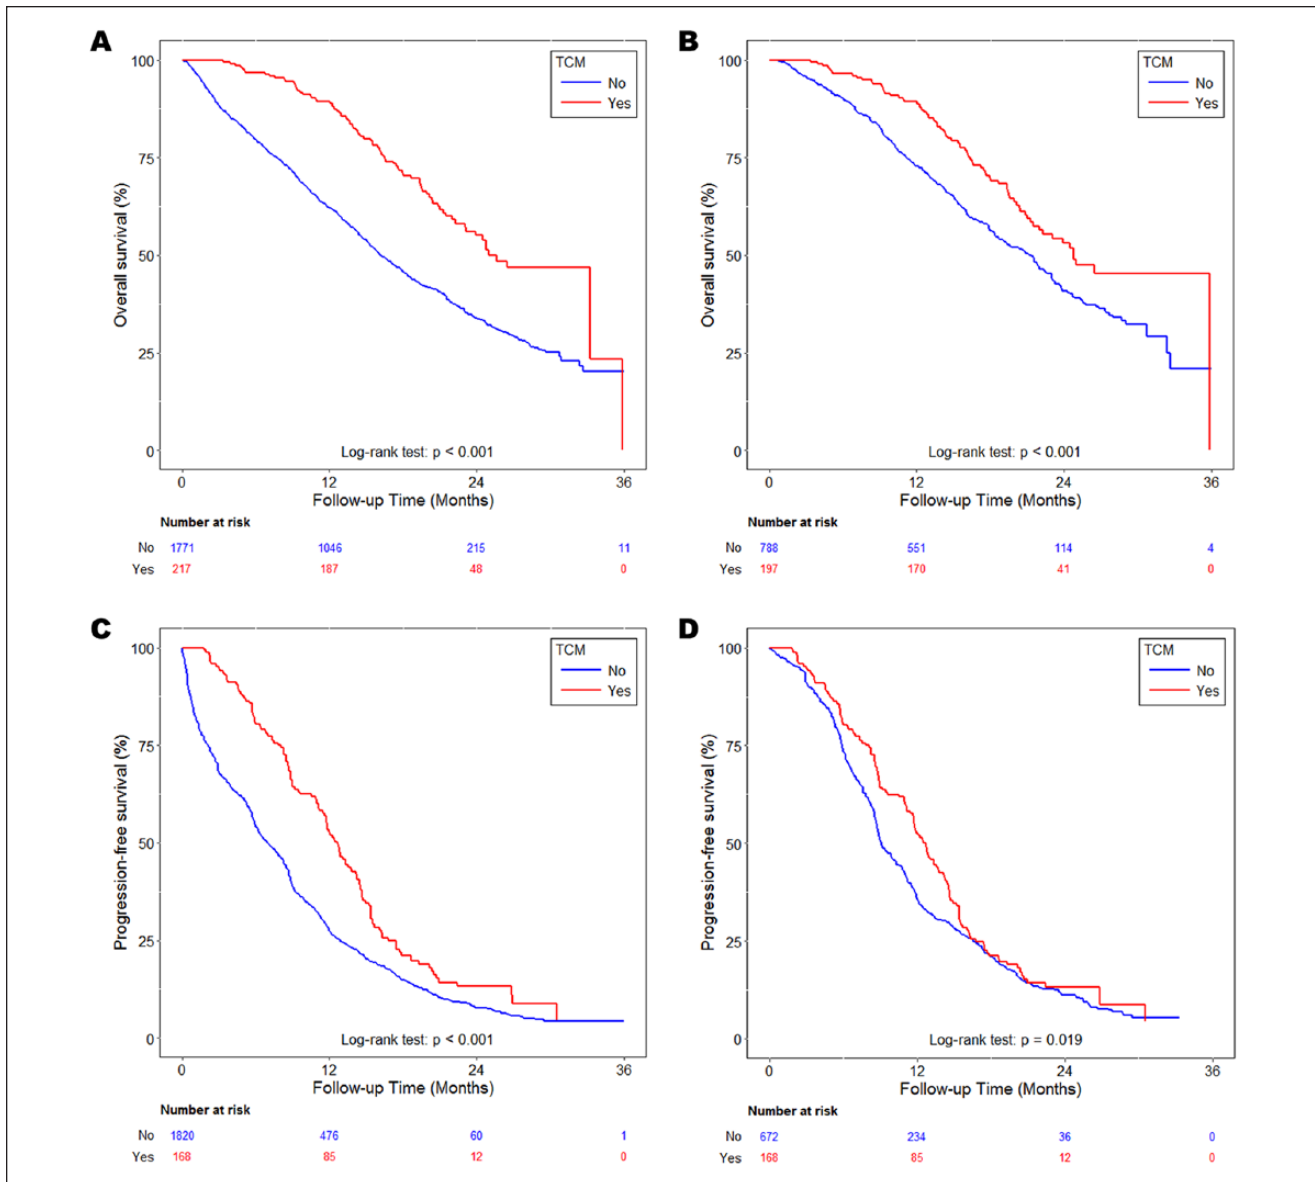 A
Overall survival (%)
100
75
50
25
0
TCM
No
Yes
Log-rank test: p < 0.001
0 12 24 36
Follow-up Time (Months)
Number at risk
No 1771 1046 215 11
Yes 217 187 48 0
B
Overall survival (%)
100
75
50
25
0
TCM
No
Yes
Log-rank test: p < 0.001
0 12 24 36
Follow-up Time (Months)
Number at risk
No 788 551 114 4
Yes 197 170 41 0
C
Progression-free survival (%)
100
75
50
25
0
TCM
No
Yes
Log-rank test: p < 0.001
0 12 24 36
Follow-up Time (Months)
Number at risk
No 1820 476 60 1
Yes 168 85 12 0
D
Progression-free survival (%)
100
75
50
25
0
TCM
No
Yes
Log-rank test: p = 0.019
0 12 24 36
Follow-up Time (Months)
Number at risk
No 672 234 36 0
Yes 168 85 12 0